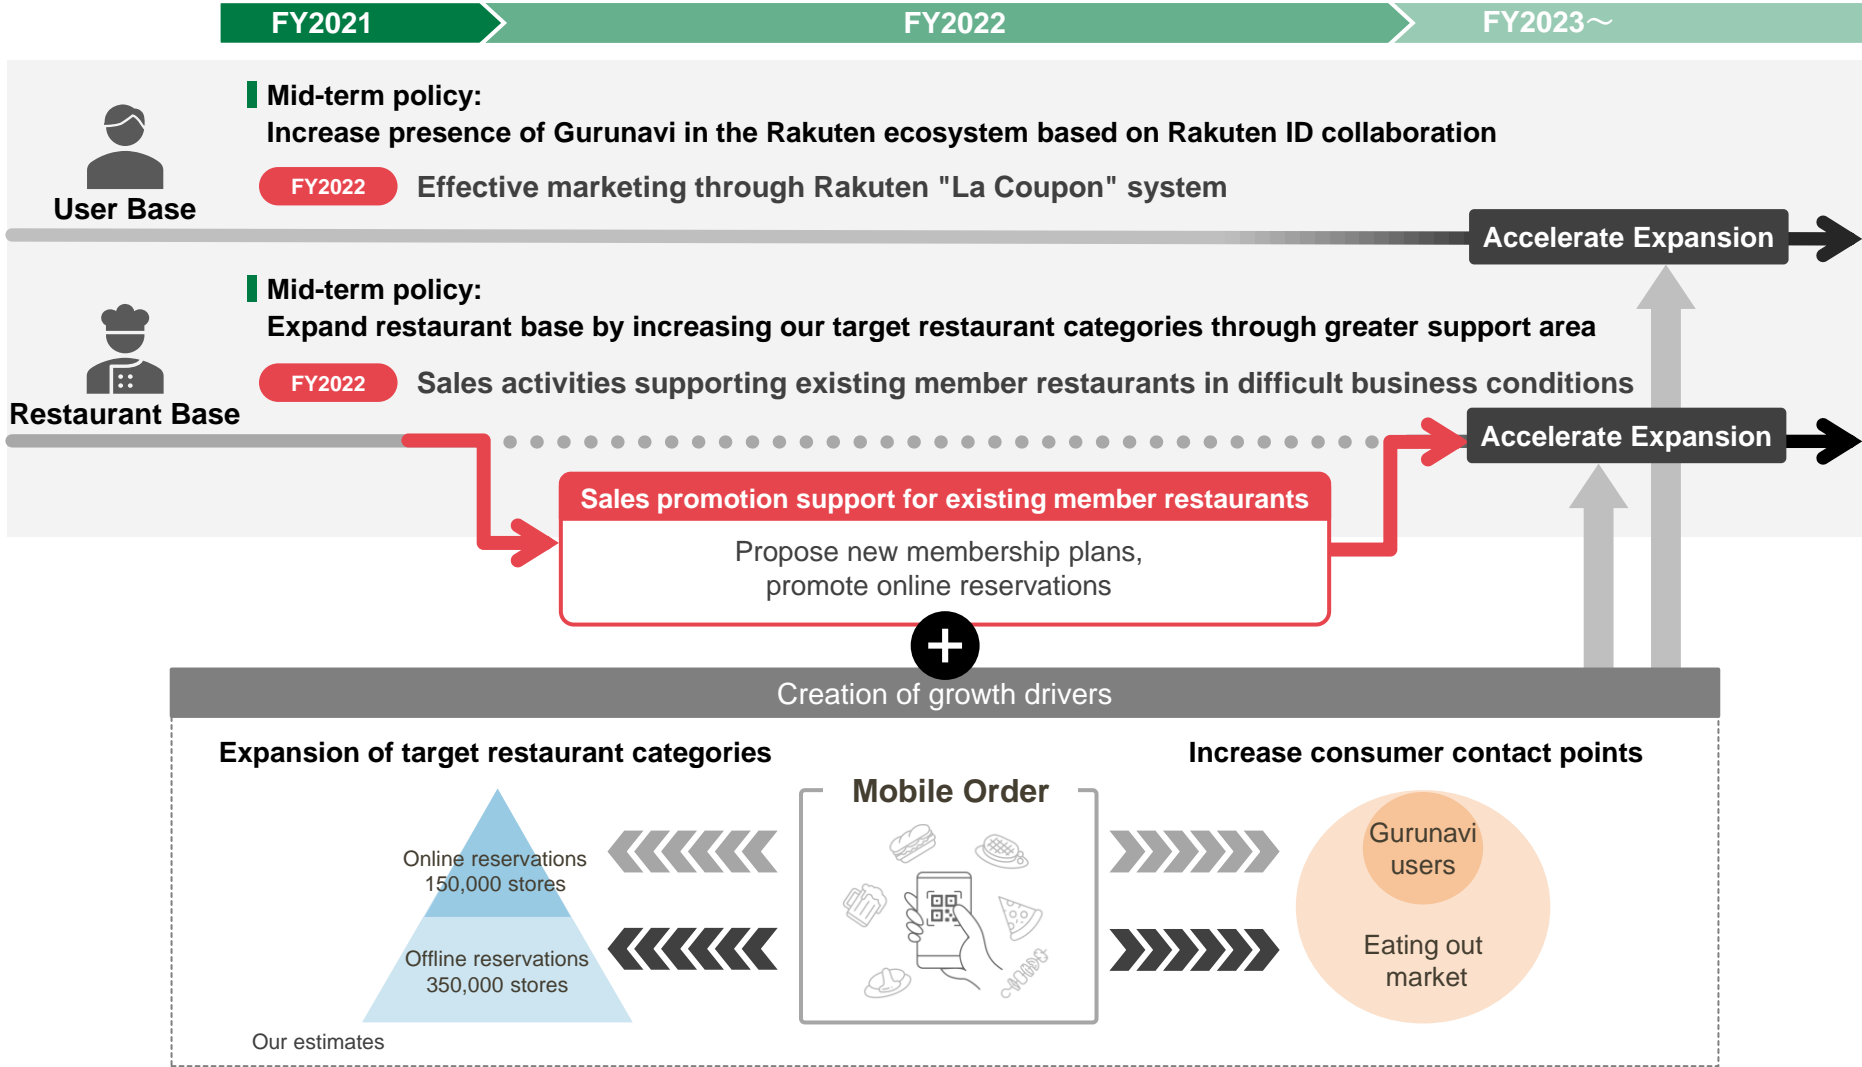 FY2021
FY2022
FY2023～
Mid-term policy:
Increase presence of Gurunavi in the Rakuten ecosystem based on Rakuten ID collaboration
FY2022
Effective marketing through Rakuten "La Coupon" system
User Base
Accelerate Expansion
Mid-term policy:
Expand restaurant base by increasing our target restaurant categories through greater support area
FY2022
Sales activities supporting existing member restaurants in difficult business conditions
Restaurant Base
Accelerate Expansion
Sales promotion support for existing member restaurants
Propose new membership plans,
promote online reservations
Creation of growth drivers
Expansion of target restaurant categories
Online reservations
150,000 stores
Offline reservations
350,000 stores
Our estimates
Mobile Order
Increase consumer contact points
Gurunavi
users
Eating out
market